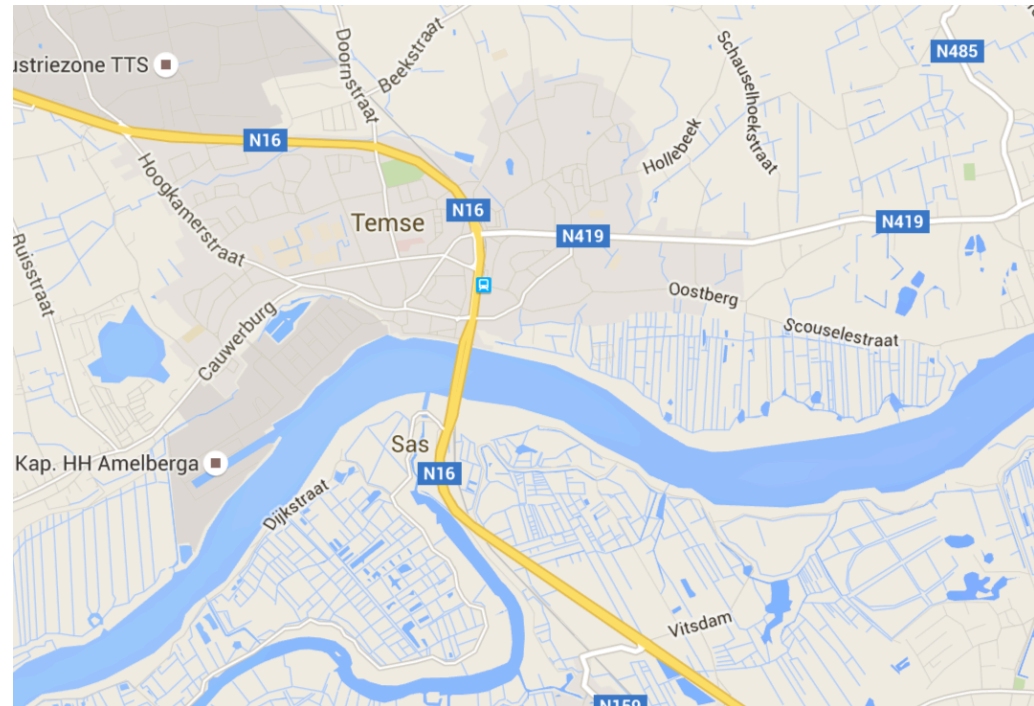 N485
ustriezone TTS
Doornstraat
Beekstraat
Schauselhoekstraat
N16
Hollebeek
Hoogkamerstraat
N16
Temse
N419
N419
Ruisstraat
Oostberg
Scouselestraat
Cauwerburg
Sas
Kap. HH Amelberga
N16
Dijkstraat
Vitsdam
N159